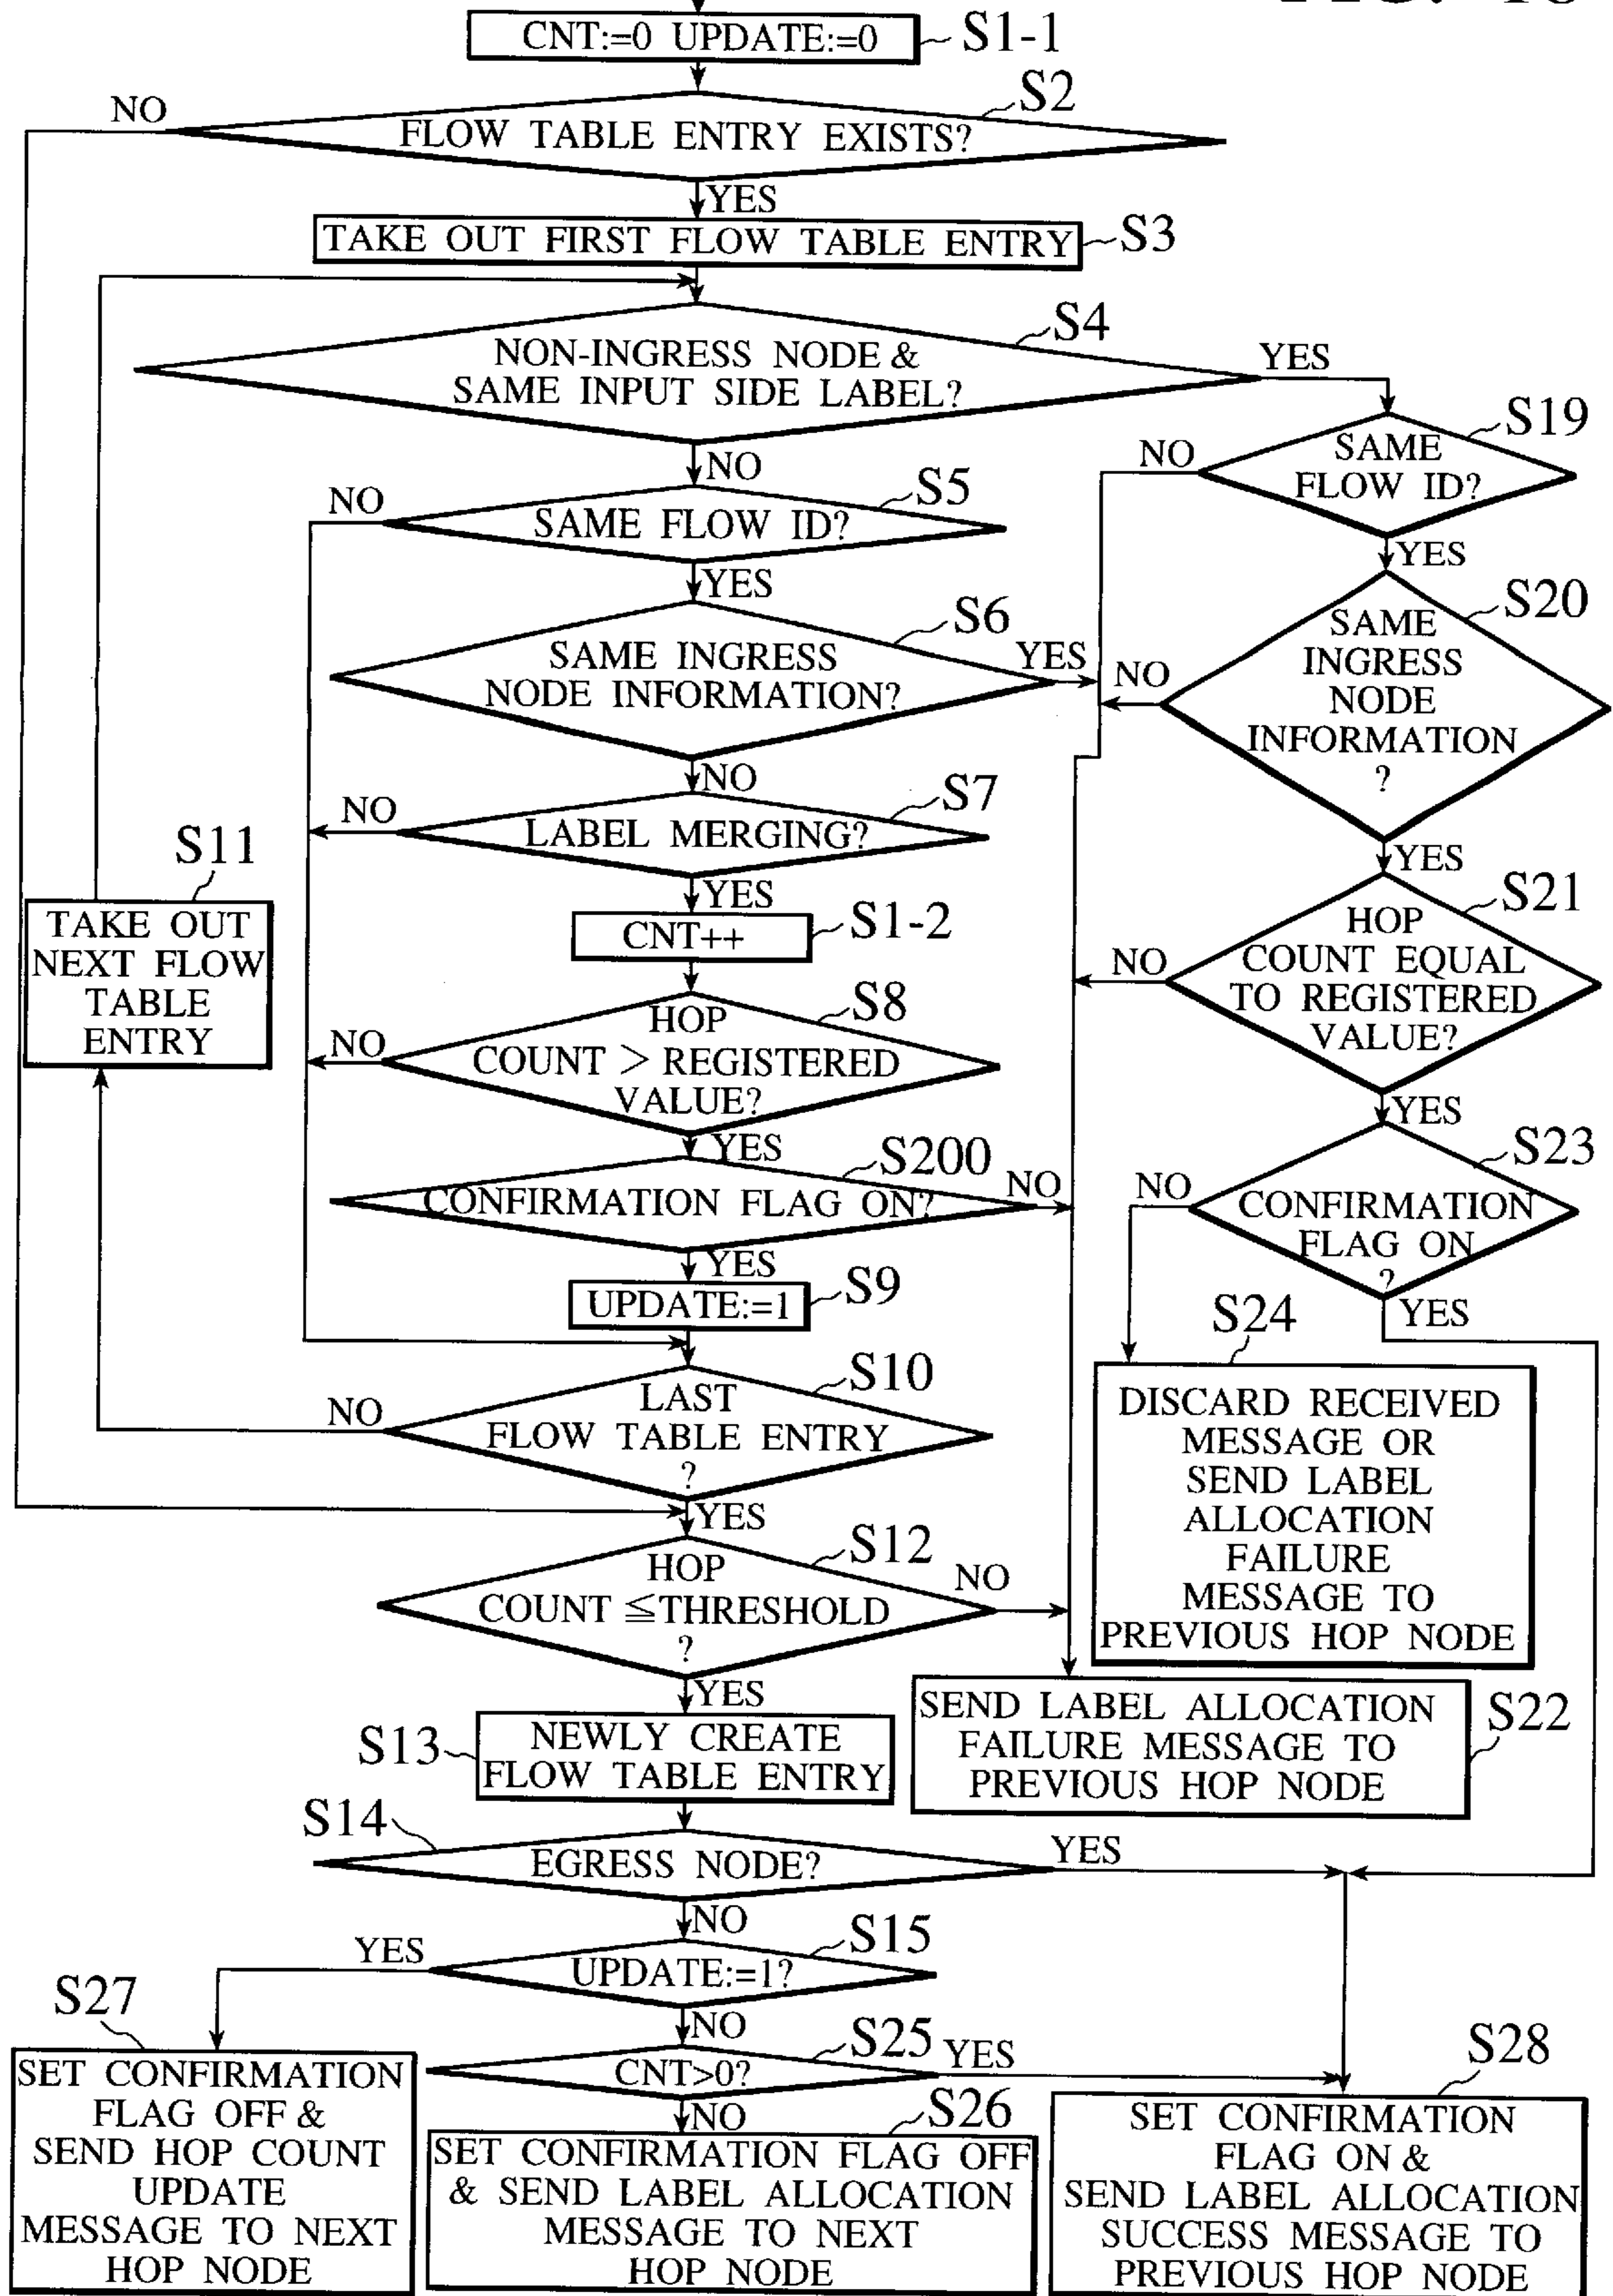 CNT:=0 UPDATE:=0
S1-1
S2
NO
FLOW TABLE ENTRY EXISTS?
YES
TAKE OUT FIRST FLOW TABLE ENTRY
S3
S4
NON-INGRESS NODE &
SAME INPUT SIDE LABEL?
YES
NO
S19
SAME
FLOW ID?
NO
YES
S5
NO
SAME FLOW ID?
YES
S20
SAME
INGRESS
NODE
INFORMATION
?
NO
YES
S6
SAME INGRESS
NODE INFORMATION?
YES
NO
S7
NO
LABEL MERGING?
YES
S11
TAKE OUT
NEXT FLOW
TABLE
ENTRY
CNT++
S1-2
S21
HOP
COUNT EQUAL
TO REGISTERED
VALUE?
NO
YES
S8
HOP
COUNT > REGISTERED
VALUE?
NO
YES
S200
CONFIRMATION FLAG ON?
NO
YES
S23
CONFIRMATION
FLAG ON
?
NO
YES
UPDATE:=1
S9
S24
DISCARD RECEIVED
MESSAGE OR
SEND LABEL
ALLOCATION
FAILURE
MESSAGE TO
PREVIOUS HOP NODE
S10
LAST
FLOW TABLE ENTRY
?
NO
YES
S12
HOP
COUNT ≦THRESHOLD
?
NO
YES
SEND LABEL ALLOCATION
FAILURE MESSAGE TO
PREVIOUS HOP NODE
S22
S13
NEWLY CREATE
FLOW TABLE ENTRY
S14
EGRESS NODE?
YES
NO
S15
YES
UPDATE:=1?
NO
S27
SET CONFIRMATION
FLAG OFF &
SEND HOP COUNT
UPDATE
MESSAGE TO NEXT
HOP NODE
S25
CNT>0?
YES
NO
S26
SET CONFIRMATION FLAG OFF
& SEND LABEL ALLOCATION
MESSAGE TO NEXT
HOP NODE
S28
SET CONFIRMATION
FLAG ON &
SEND LABEL ALLOCATION
SUCCESS MESSAGE TO
PREVIOUS HOP NODE